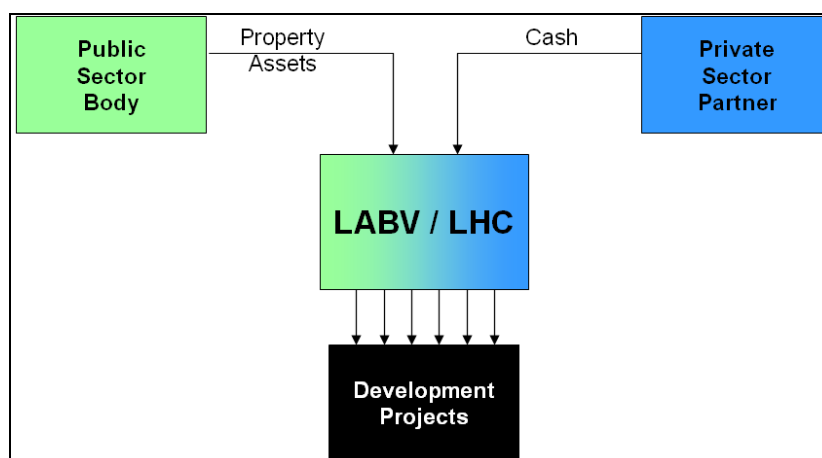 Public
Sector
Body
Property
Assets
Cash
Private
Sector
Partner
LABV / LHC
Development
Projects